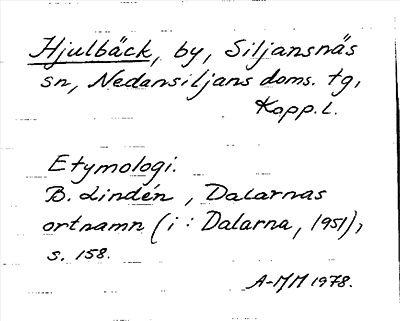 Hjulbäck, by, Siljansnäs
sn, Nedansiljans doms. tg,
Kopp.l.
Etymologi.
B. Lindén, Dalarnas
ortnamn (i: Dalarna, 1951),
s. 158.
A-MM 1978.